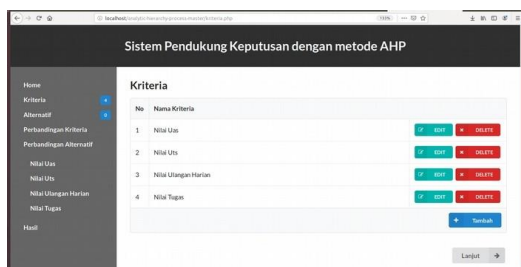 localhost/analytic-hierarchy-process-master/kriteria.php
Sistem Pendukung Keputusan dengan metode AHP
Home
Kriteria 4
Alternatif
Perbandingan Kriteria
Perbandingan Alternatif
Nilai Uas
Nilai Uts
Nilai Ulangan Harian
Nilai Tugas
Hasil
Kriteria
No Nama Kriteria
1 Nilai Uas EDIT DELETE
2 Nilai Uts EDIT DELETE
3 Nilai Ulangan Harian EDIT DELETE
4 Nilai Tugas EDIT DELETE
+ Tambah
Lanjut